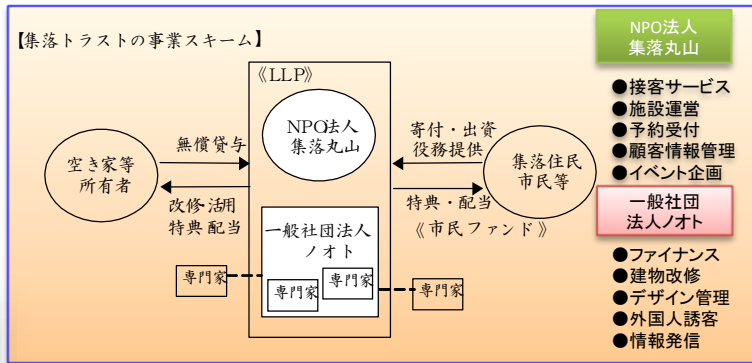 【集落トラストの事業スキーム】
《LLP》
NPO法人
集落丸山
空き家等
所有者
無償貸与
改修・活用
特典配当
寄付・出資
役務提供
特典・配当
《市民ファンド》
集落住民
市民等
一般社団法人
ノオト
専門家
専門家
専門家
専門家
NPO法人
集落丸山
●接客サービス
●施設運営
●予約受付
●顧客情報管理
●イベント企画
一般社団
法人ノオト
●ファイナンス
●建物改修
●デザイン管理
●外国人誘客
●情報発信